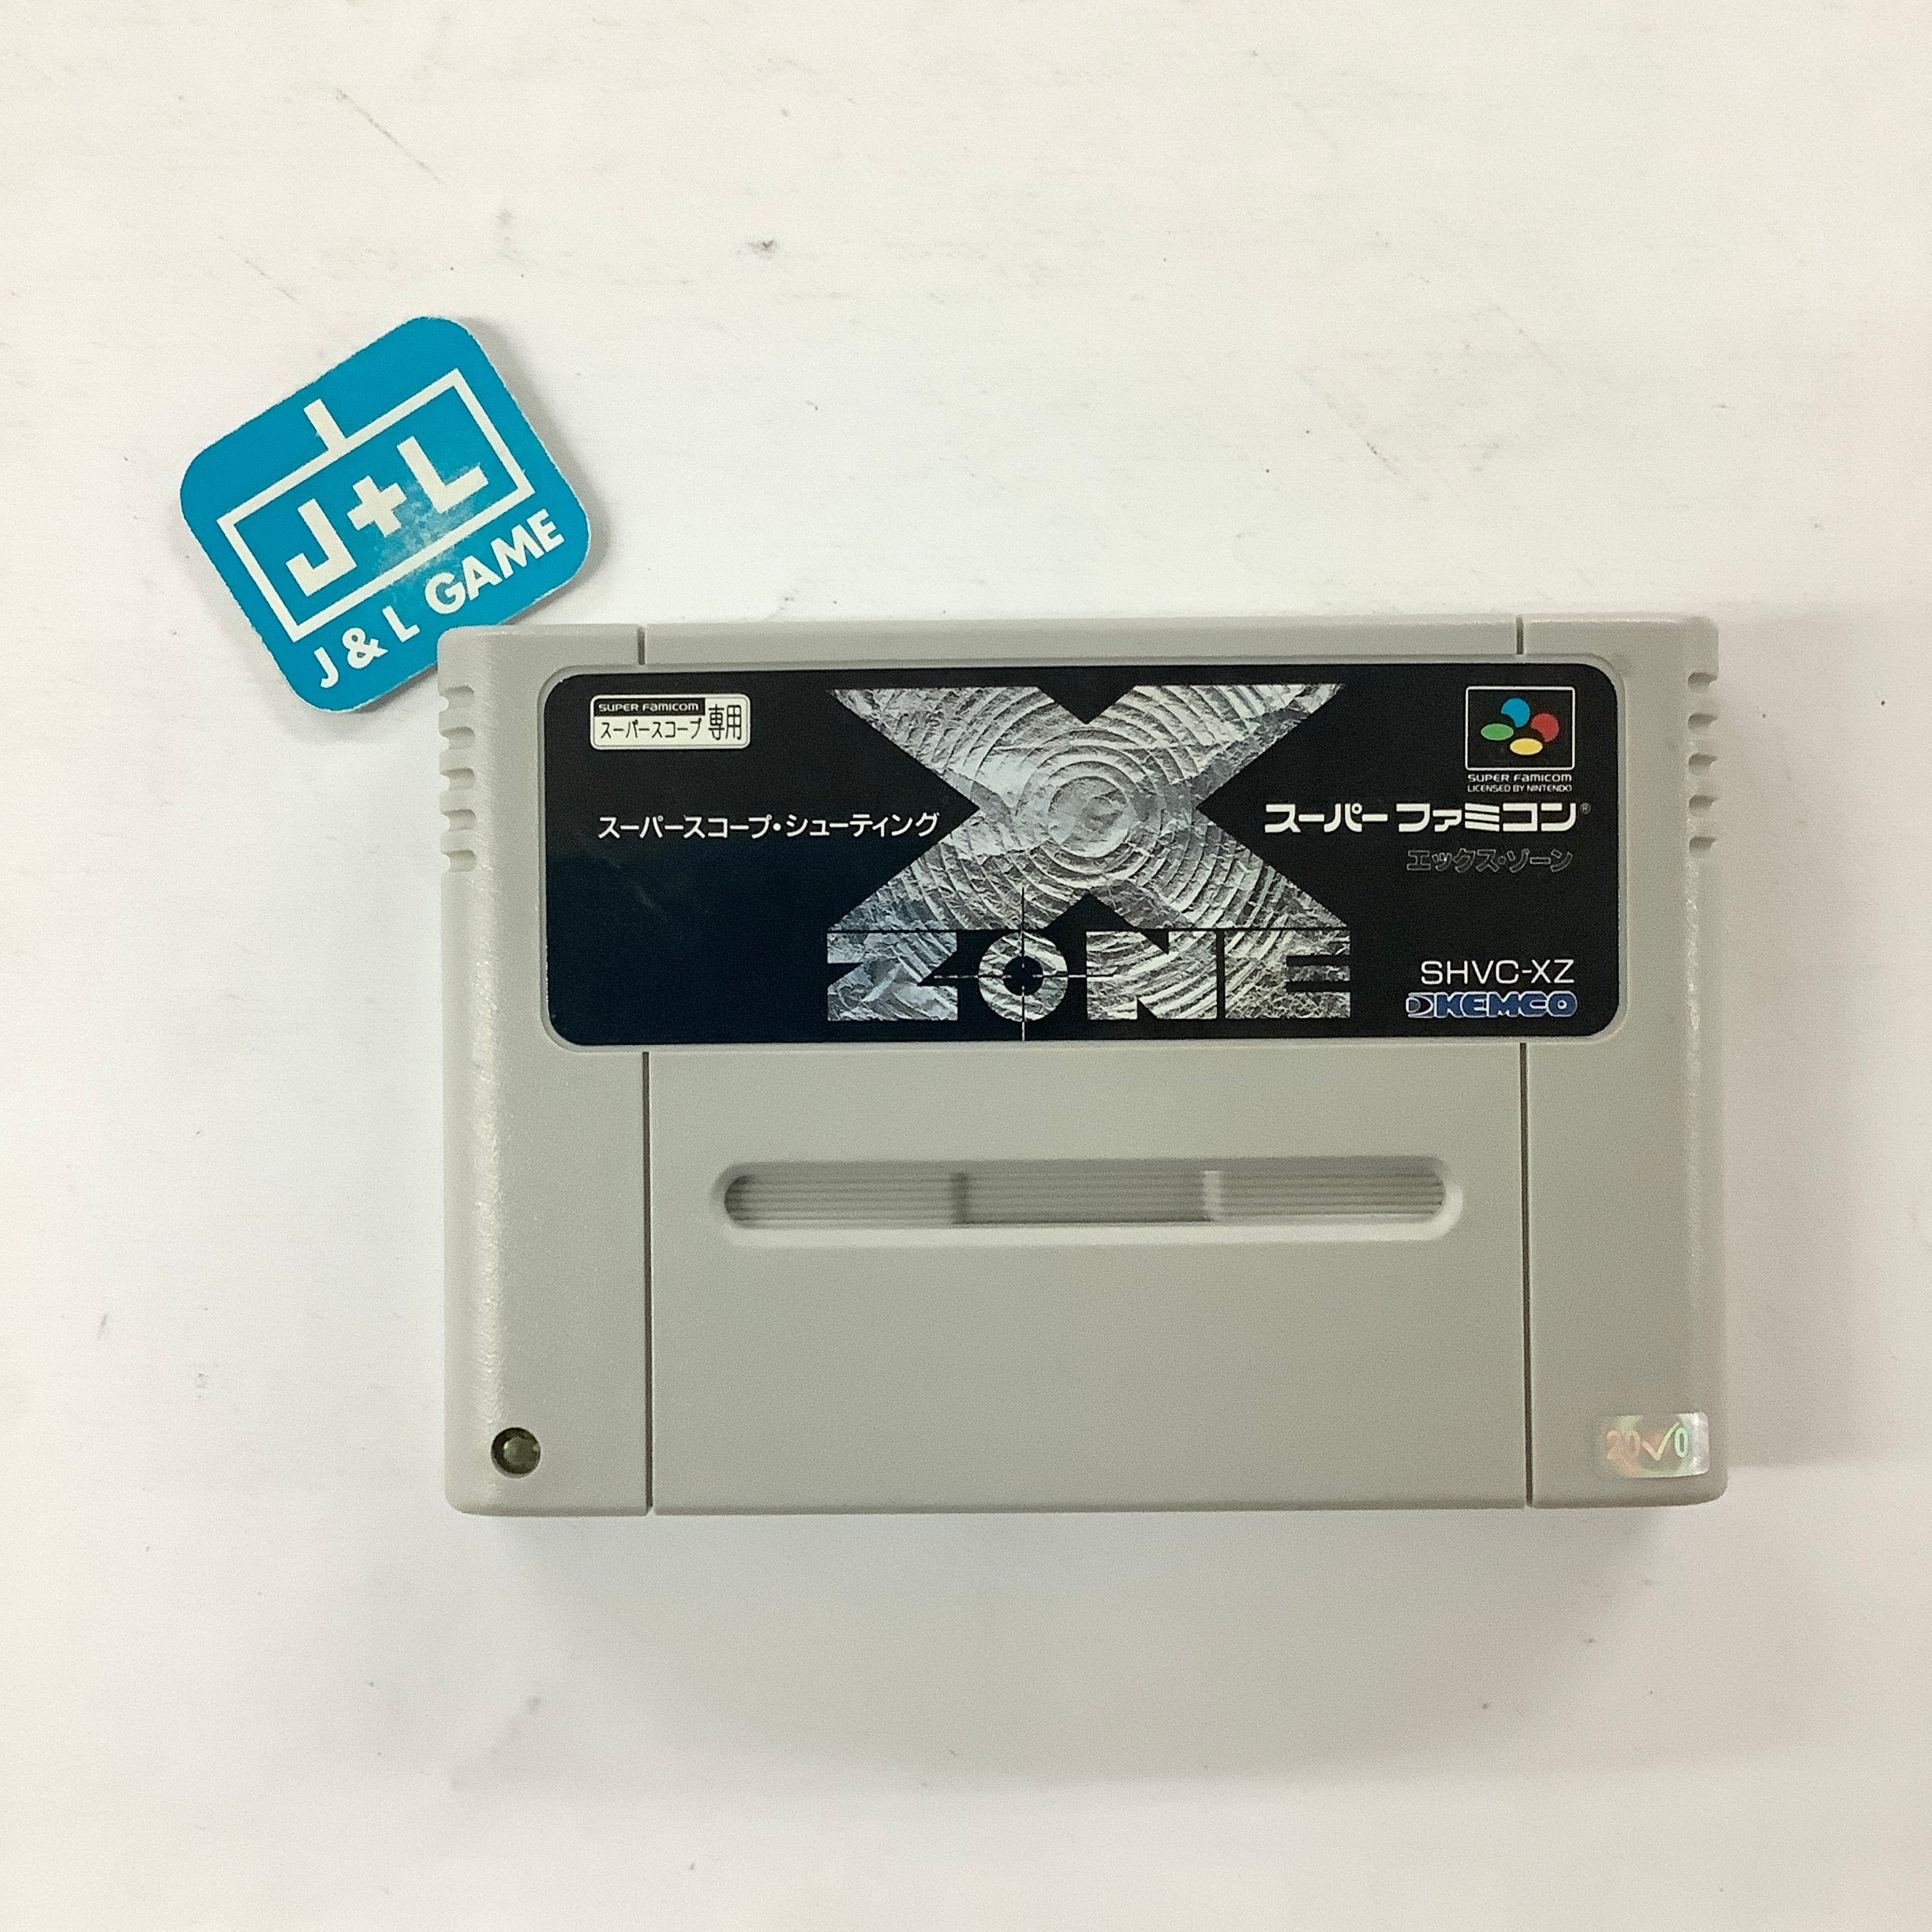 J+L
J & L GAME
SUPER FAMICOM
スーパースコープ 専用
X
ZONE
スーパースコープ・シューティング
SUPER FAMICOM
LICENSED BY NINTENDO
スーパーファミコン®
エックス・ゾーン
SHVC-XZ
KEMCO